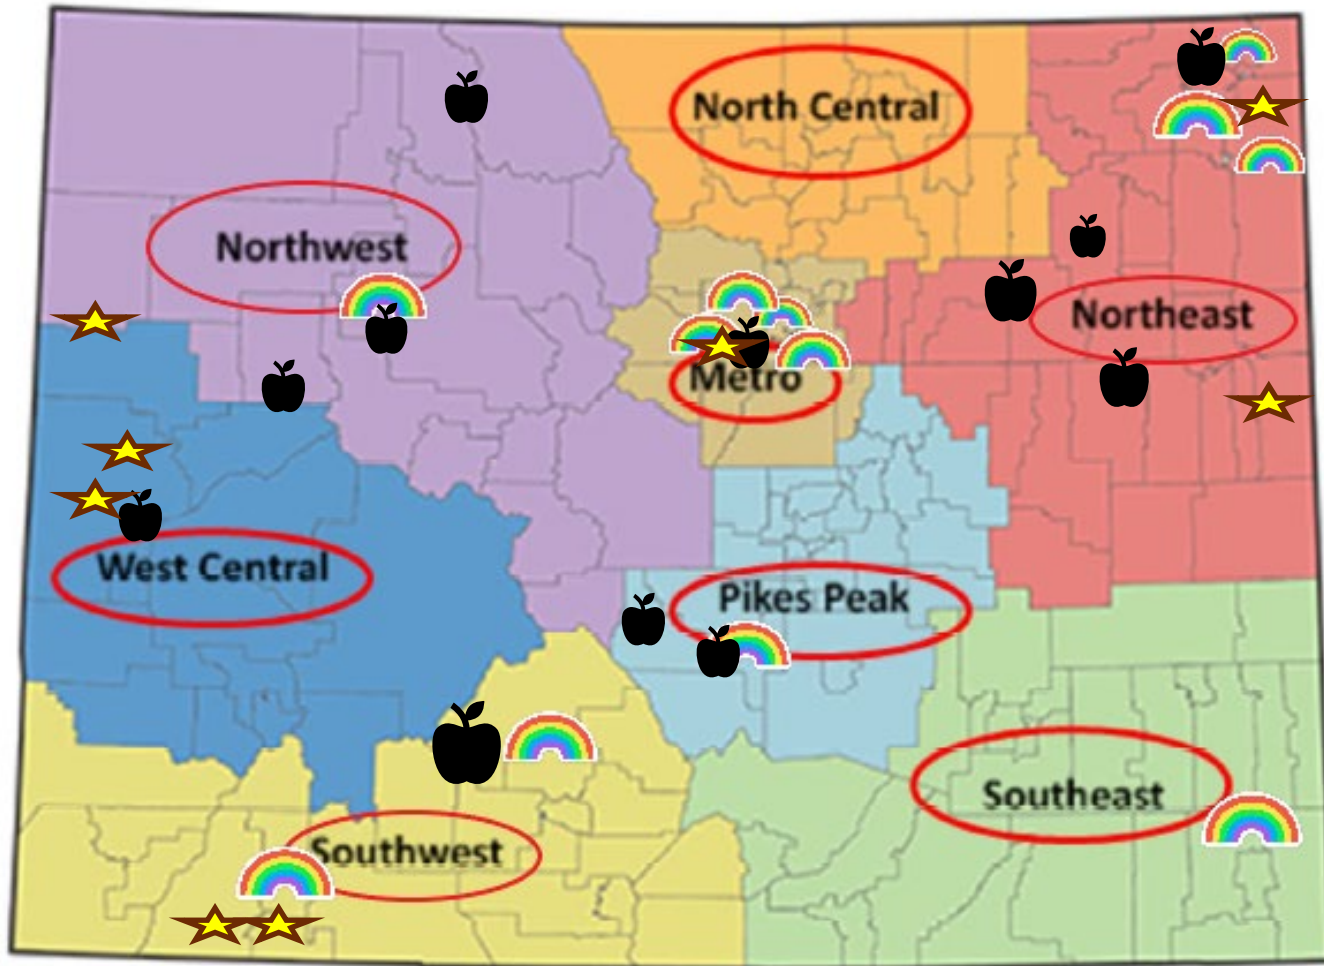 North Central
Northwest
Northeast
Metro
West Central
Pikes Peak
Southeast
Southwest